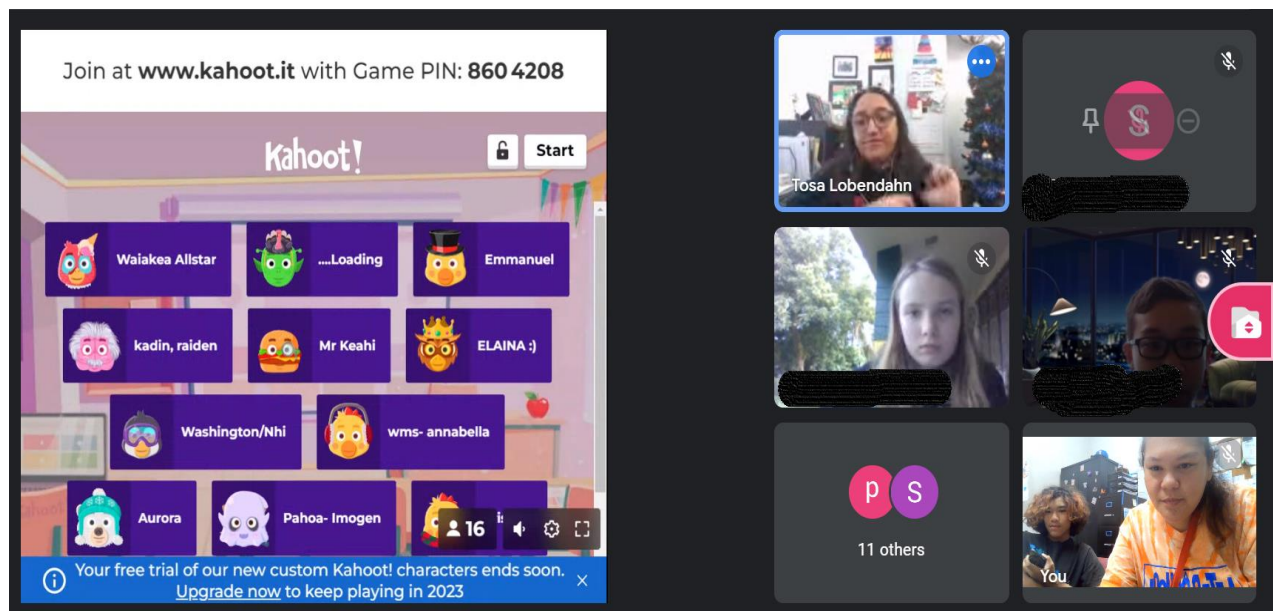 Join at www.kahoot.it with Game PIN: 860 4208
Kahoot!
Start
Waiakea Allstar
....Loading
Emmanuel
kadin, raiden
Mr Keahi
ELAINA :)
Washington/Nhi
wms- annabella
Aurora
Pahoa- Imogen
16
Your free trial of our new custom Kahoot! characters ends soon.
Upgrade now to keep playing in 2023
Tosa Lobendahn
S
p S
11 others
You